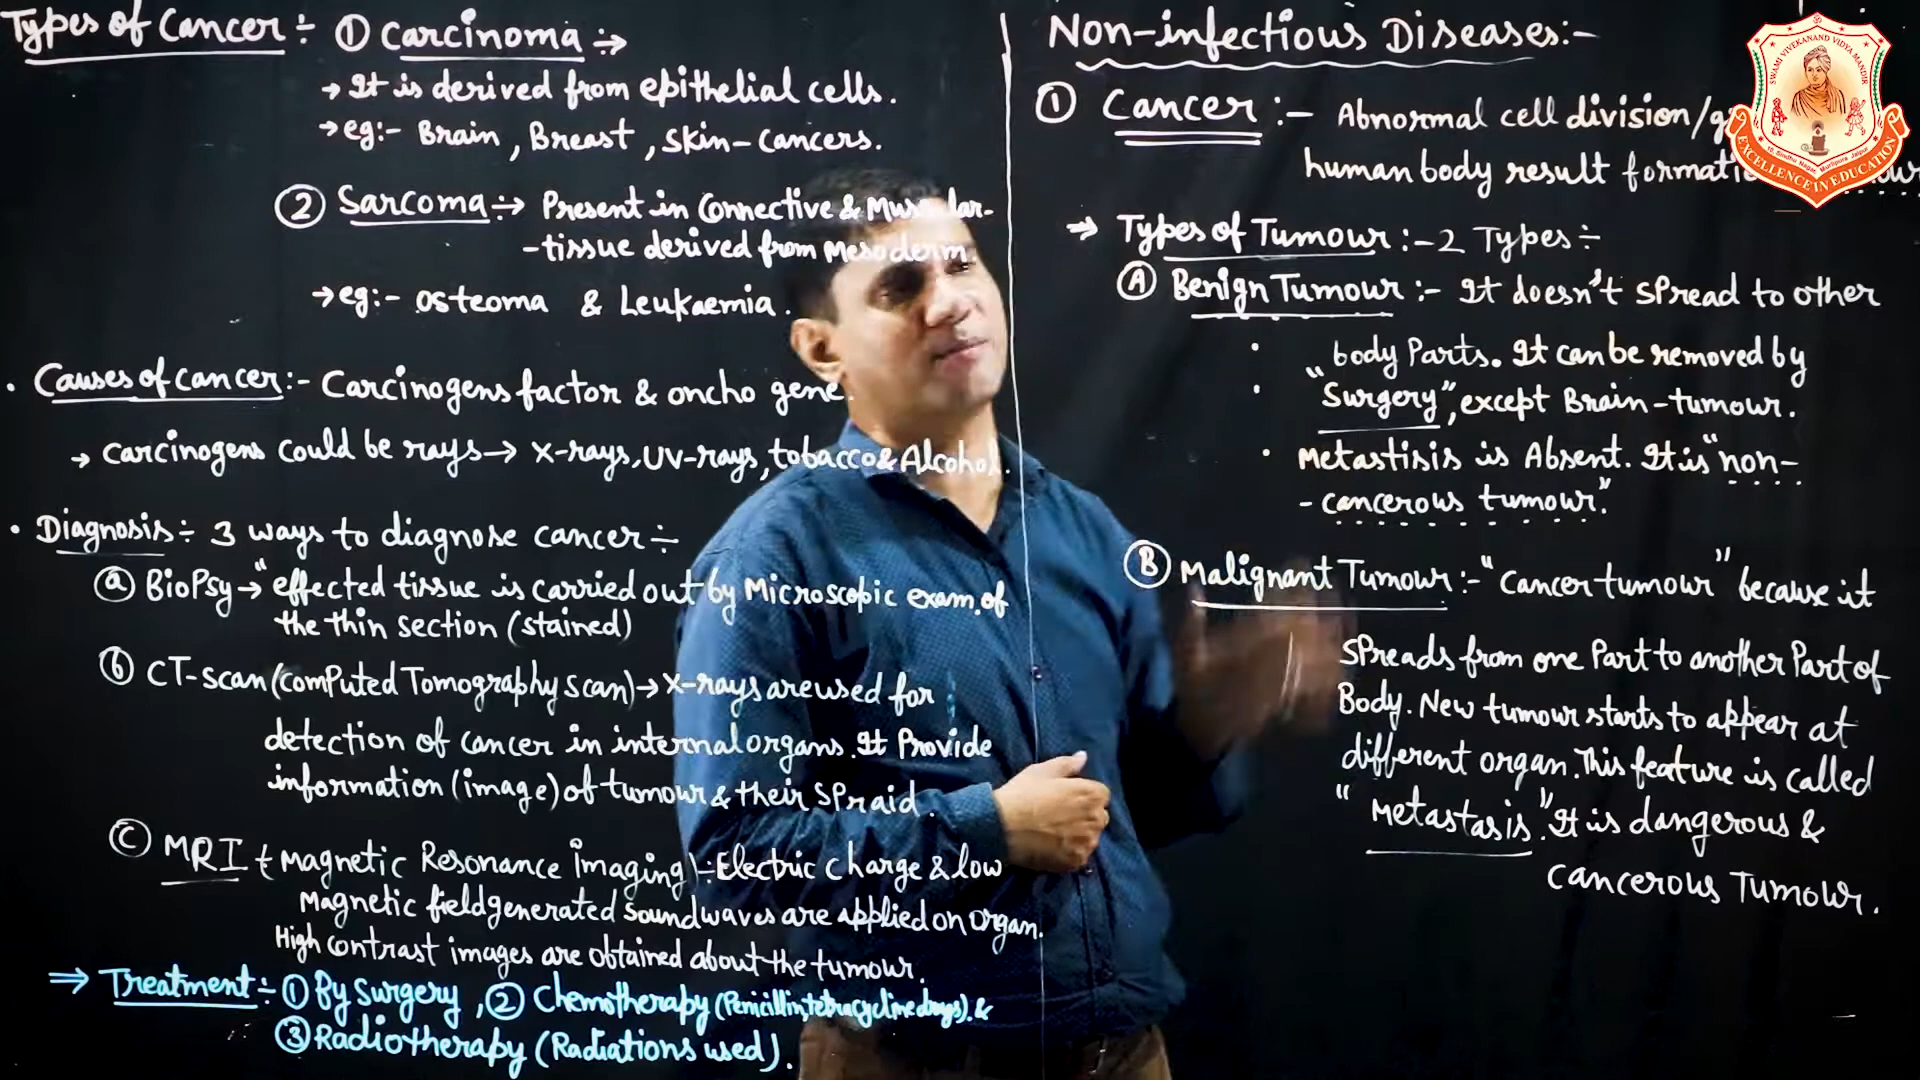 Types of Cancer ÷ ① Carcinoma :→
→ It is derived from epithelial cells.
→ eg:- Brain, Breast, Skin-Cancers.
② Sarcoma :→ Present in Connective & Muscular-
-tissue derived from Mesoderm
→ eg:- Osteoma & Leukaemia.
• Causes of cancer:- Carcinogens factor & oncho gene.
→ Carcinogens could be rays → X-rays, UV-rays, tobacco & Alcohol.
• Diagnosis ÷ 3 ways to diagnose cancer ÷
ⓐ Biopsy → "effected tissue is carried out by Microscopic exam. of
the thin section (stained)
ⓑ CT-scan (Computed Tomography Scan) → X-rays are used for
detection of cancer in internal organs. It Provide
information (image) of tumour & their Spraid.
ⓒ MRI ÷ (Magnetic Resonance Imaging) ÷ Electric Charge & low
Magnetic field generated Soundwaves are applied on organ.
High contrast images are obtained about the tumour.
⇒ Treatment ÷ ① By Surgery, ② Chemotherapy (Penicillin, tetracycline drugs). &
③ Radiotherapy (Radiations used).
Non-infectious Diseases:-
① Cancer :- Abnormal cell division/
human body result
⇒ Types of Tumour :- 2 Types ÷
Ⓐ Benign Tumour :- It doesn't spread to other
• body Parts. It can be removed by
• "Surgery", except Brain-tumour.
• Metastisis is Absent. It is "non-
- cancerous tumour."
Ⓑ Malignant Tumour :- "Cancer tumour" because it
Spreads from one Part to another Part of
Body. New tumour starts to appear at
different organ. This feature is called
"Metastasis". It is dangerous &
Cancerous Tumour.
SWAMI VIVEKANAND VIDYA MANDIR
EXCELLENCE IN EDUCATION